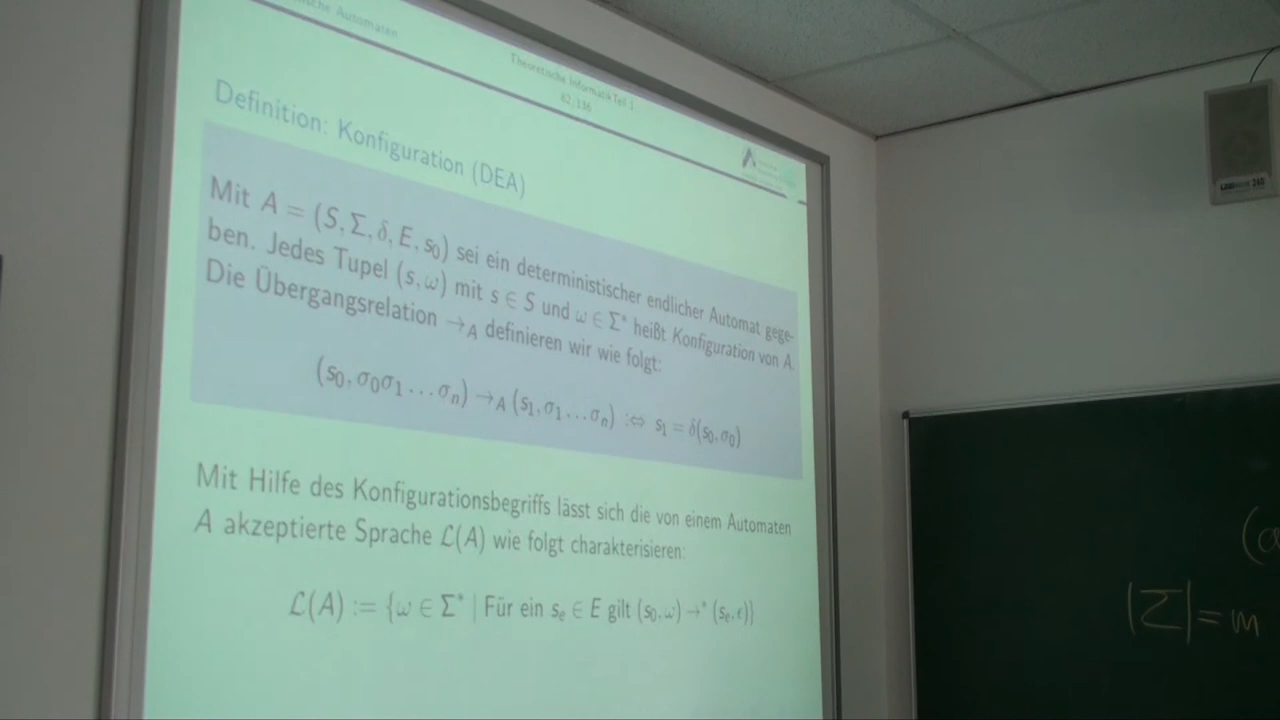 Automaten
Theoretische Informatik Teil 1
82/136
Definition: Konfiguration (DEA)
Mit A = (S, Σ, δ, E, s₀) sei ein deterministischer endlicher Automat gege-
ben. Jedes Tupel (s, ω) mit s ∈ S und ω ∈ Σ* heißt Konfiguration von A.
Die Übergangsrelation →_A definieren wir wie folgt:
(s₀, σ₀σ₁ … σₙ) →_A (s₁, σ₁ … σₙ) :⇔ s₁ = δ(s₀, σ₀)
Mit Hilfe des Konfigurationsbegriffs lässt sich die von einem Automaten
A akzeptierte Sprache ℒ(A) wie folgt charakterisieren:
ℒ(A) := {ω ∈ Σ* | Für ein sₑ ∈ E gilt (s₀, ω) →* (sₑ, ϵ)}
|Σ| = m